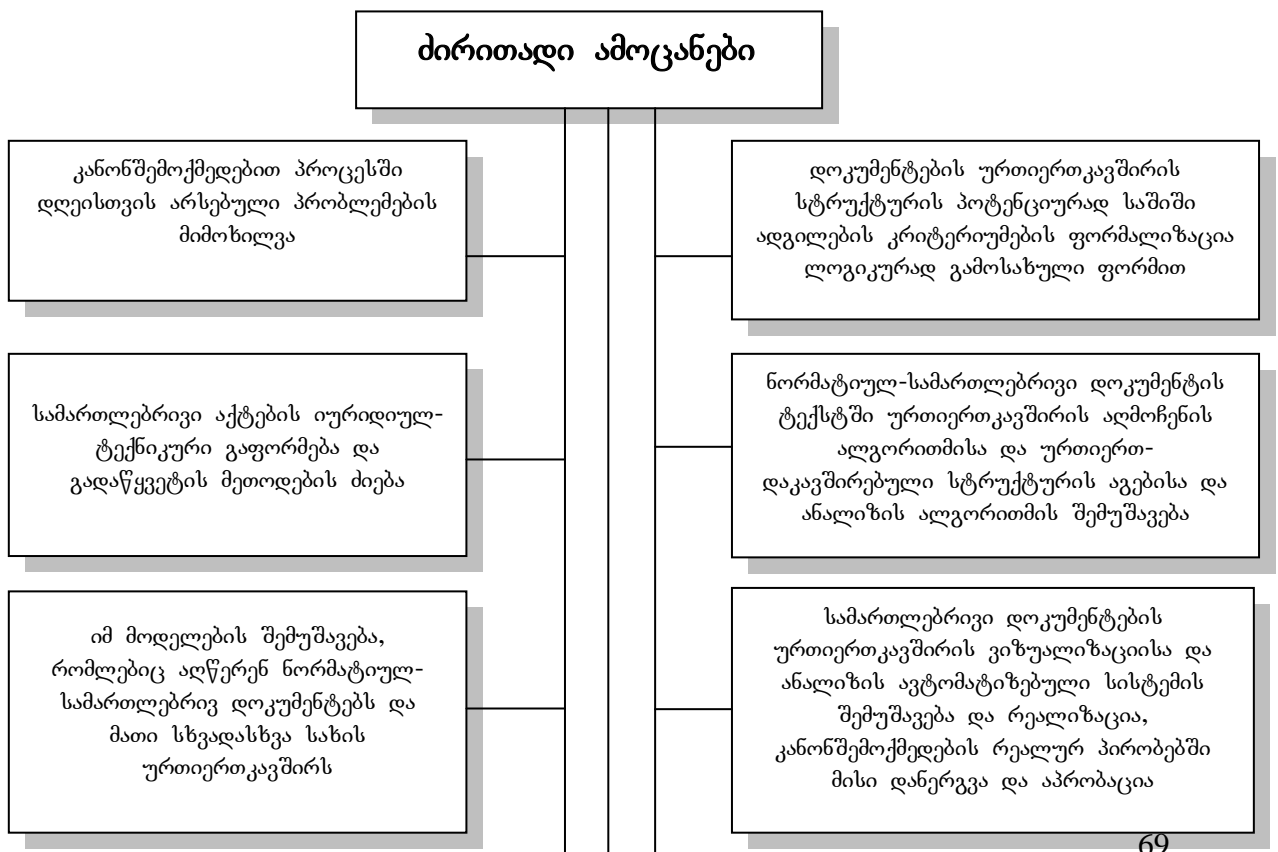 ძირითადი ამოცანები
კანონშემოქმედებით პროცესში
დღეისთვის არსებული პრობლემების
მიმოხილვა
სამართლებრივი აქტების იურიდიულ-
ტექნიკური გაფორმება და
გადაწყვეტის მეთოდების ძიება
იმ მოდელების შემუშავება,
რომლებიც აღწერენ ნორმატიულ-
სამართლებრივ დოკუმენტებს და
მათი სხვადასხვა სახის
ურთიერთკავშირს
დოკუმენტების ურთიერთკავშირის
სტრუქტურის პოტენციურად საშიში
ადგილების კრიტერიუმების ფორმალიზაცია
ლოგიკურად გამოსახული ფორმით
ნორმატიულ-სამართლებრივი დოკუმენტის
ტექსტში ურთიერთკავშირის აღმოჩენის
ალგორითმისა და ურთიერთ-
დაკავშირებული სტრუქტურის აგებისა და
ანალიზის ალგორითმის შემუშავება
სამართლებრივი დოკუმენტების
ურთიერთკავშირის ვიზუალიზაციისა და
ანალიზის ავტომატიზებული სისტემის
შემუშავება და რეალიზაცია,
კანონშემოქმედების რეალურ პირობებში
მისი დანერგვა და აპრობაცია
69